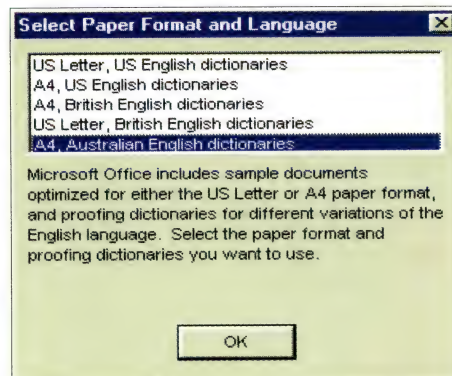 Select Paper Format and Language
US Letter, US English dictionaries
A4, US English dictionaries
A4, British English dictionaries
US Letter, British English dictionaries
A4, Australian English dictionaries
Microsoft Office includes sample documents
optimized for either the US Letter or A4 paper format,
and proofing dictionaries for different variations of the
English language. Select the paper format and
proofing dictionaries you want to use.
OK